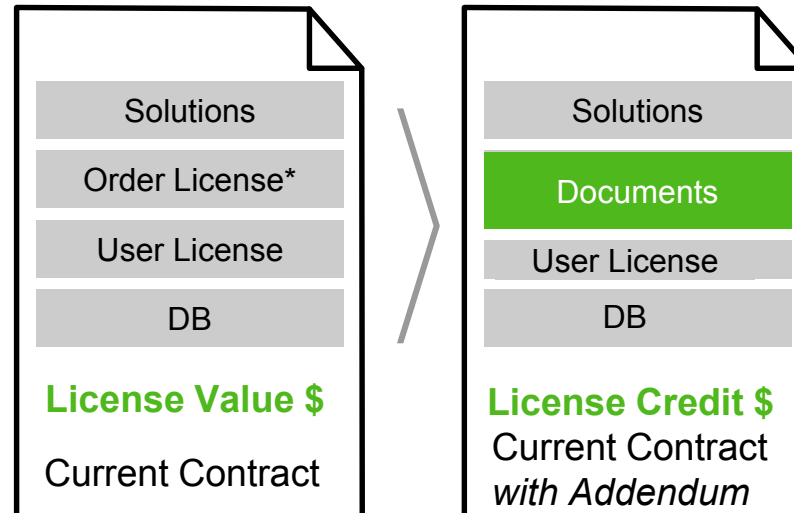 Solutions
Order License*
User License
DB
License Value $
Current Contract
Solutions
Documents
User License
DB
License Credit $
Current Contract
with Addendum